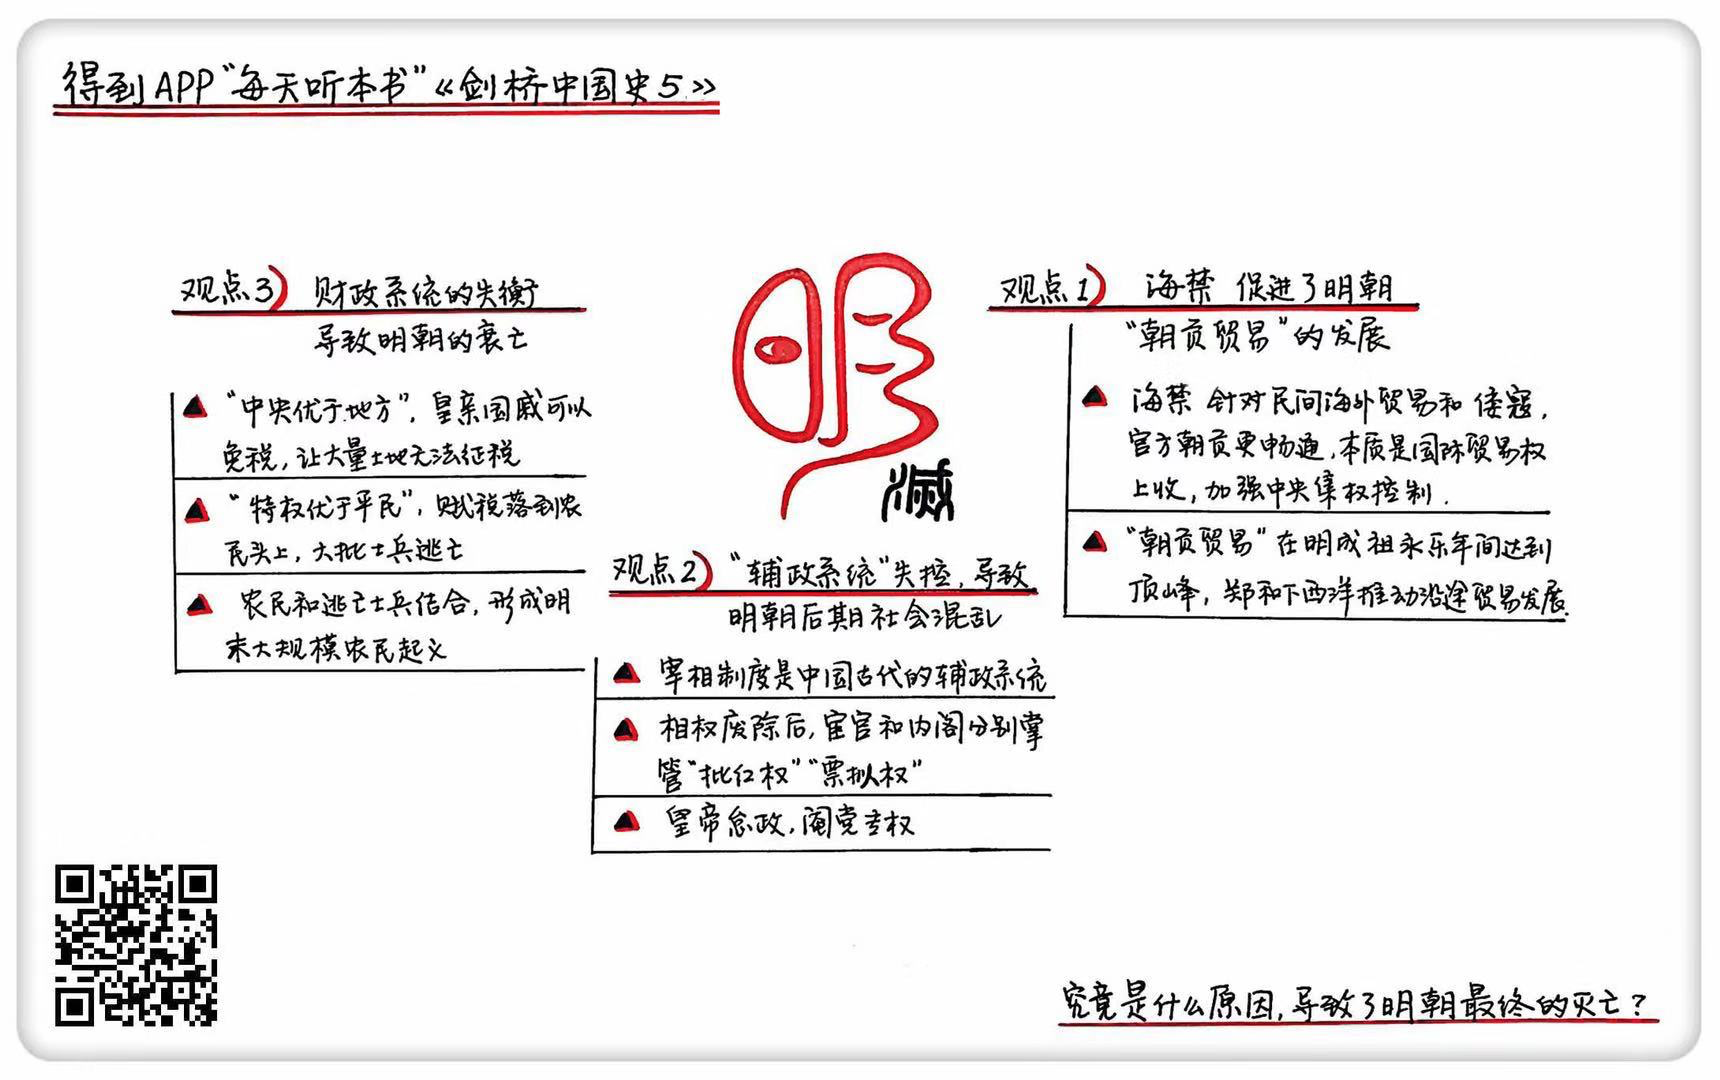 得到APP“每天听本书”《剑桥中国史5》
观点1) 海禁 促进了明朝
“朝贡贸易”的发展
海禁 针对民间海外贸易和倭寇,
官方朝贡更畅通,本质是国际贸易权
上收,加强中央集权控制.
“朝贡贸易”在明成祖永乐年间达到
顶峰,郑和下西洋推动沿途贸易发展.
明
灭
观点2) “辅政系统”失控,导致
明朝后期社会混乱
宰相制度是中国古代的辅政系统
相权废除后,宦官和内阁分别掌
管“批红权”“票拟权”
皇帝怠政,阉党专权
观点3) 财政系统的失衡
导致明朝的衰亡
“中央优于地方”,皇亲国戚可以
免税,让大量土地无法征税
“特权优于平民”,赋税落到农
民头上,大批士兵逃亡
农民和逃亡士兵结合,形成明
末大规模农民起义
究竟是什么原因,导致了明朝最终的灭亡?